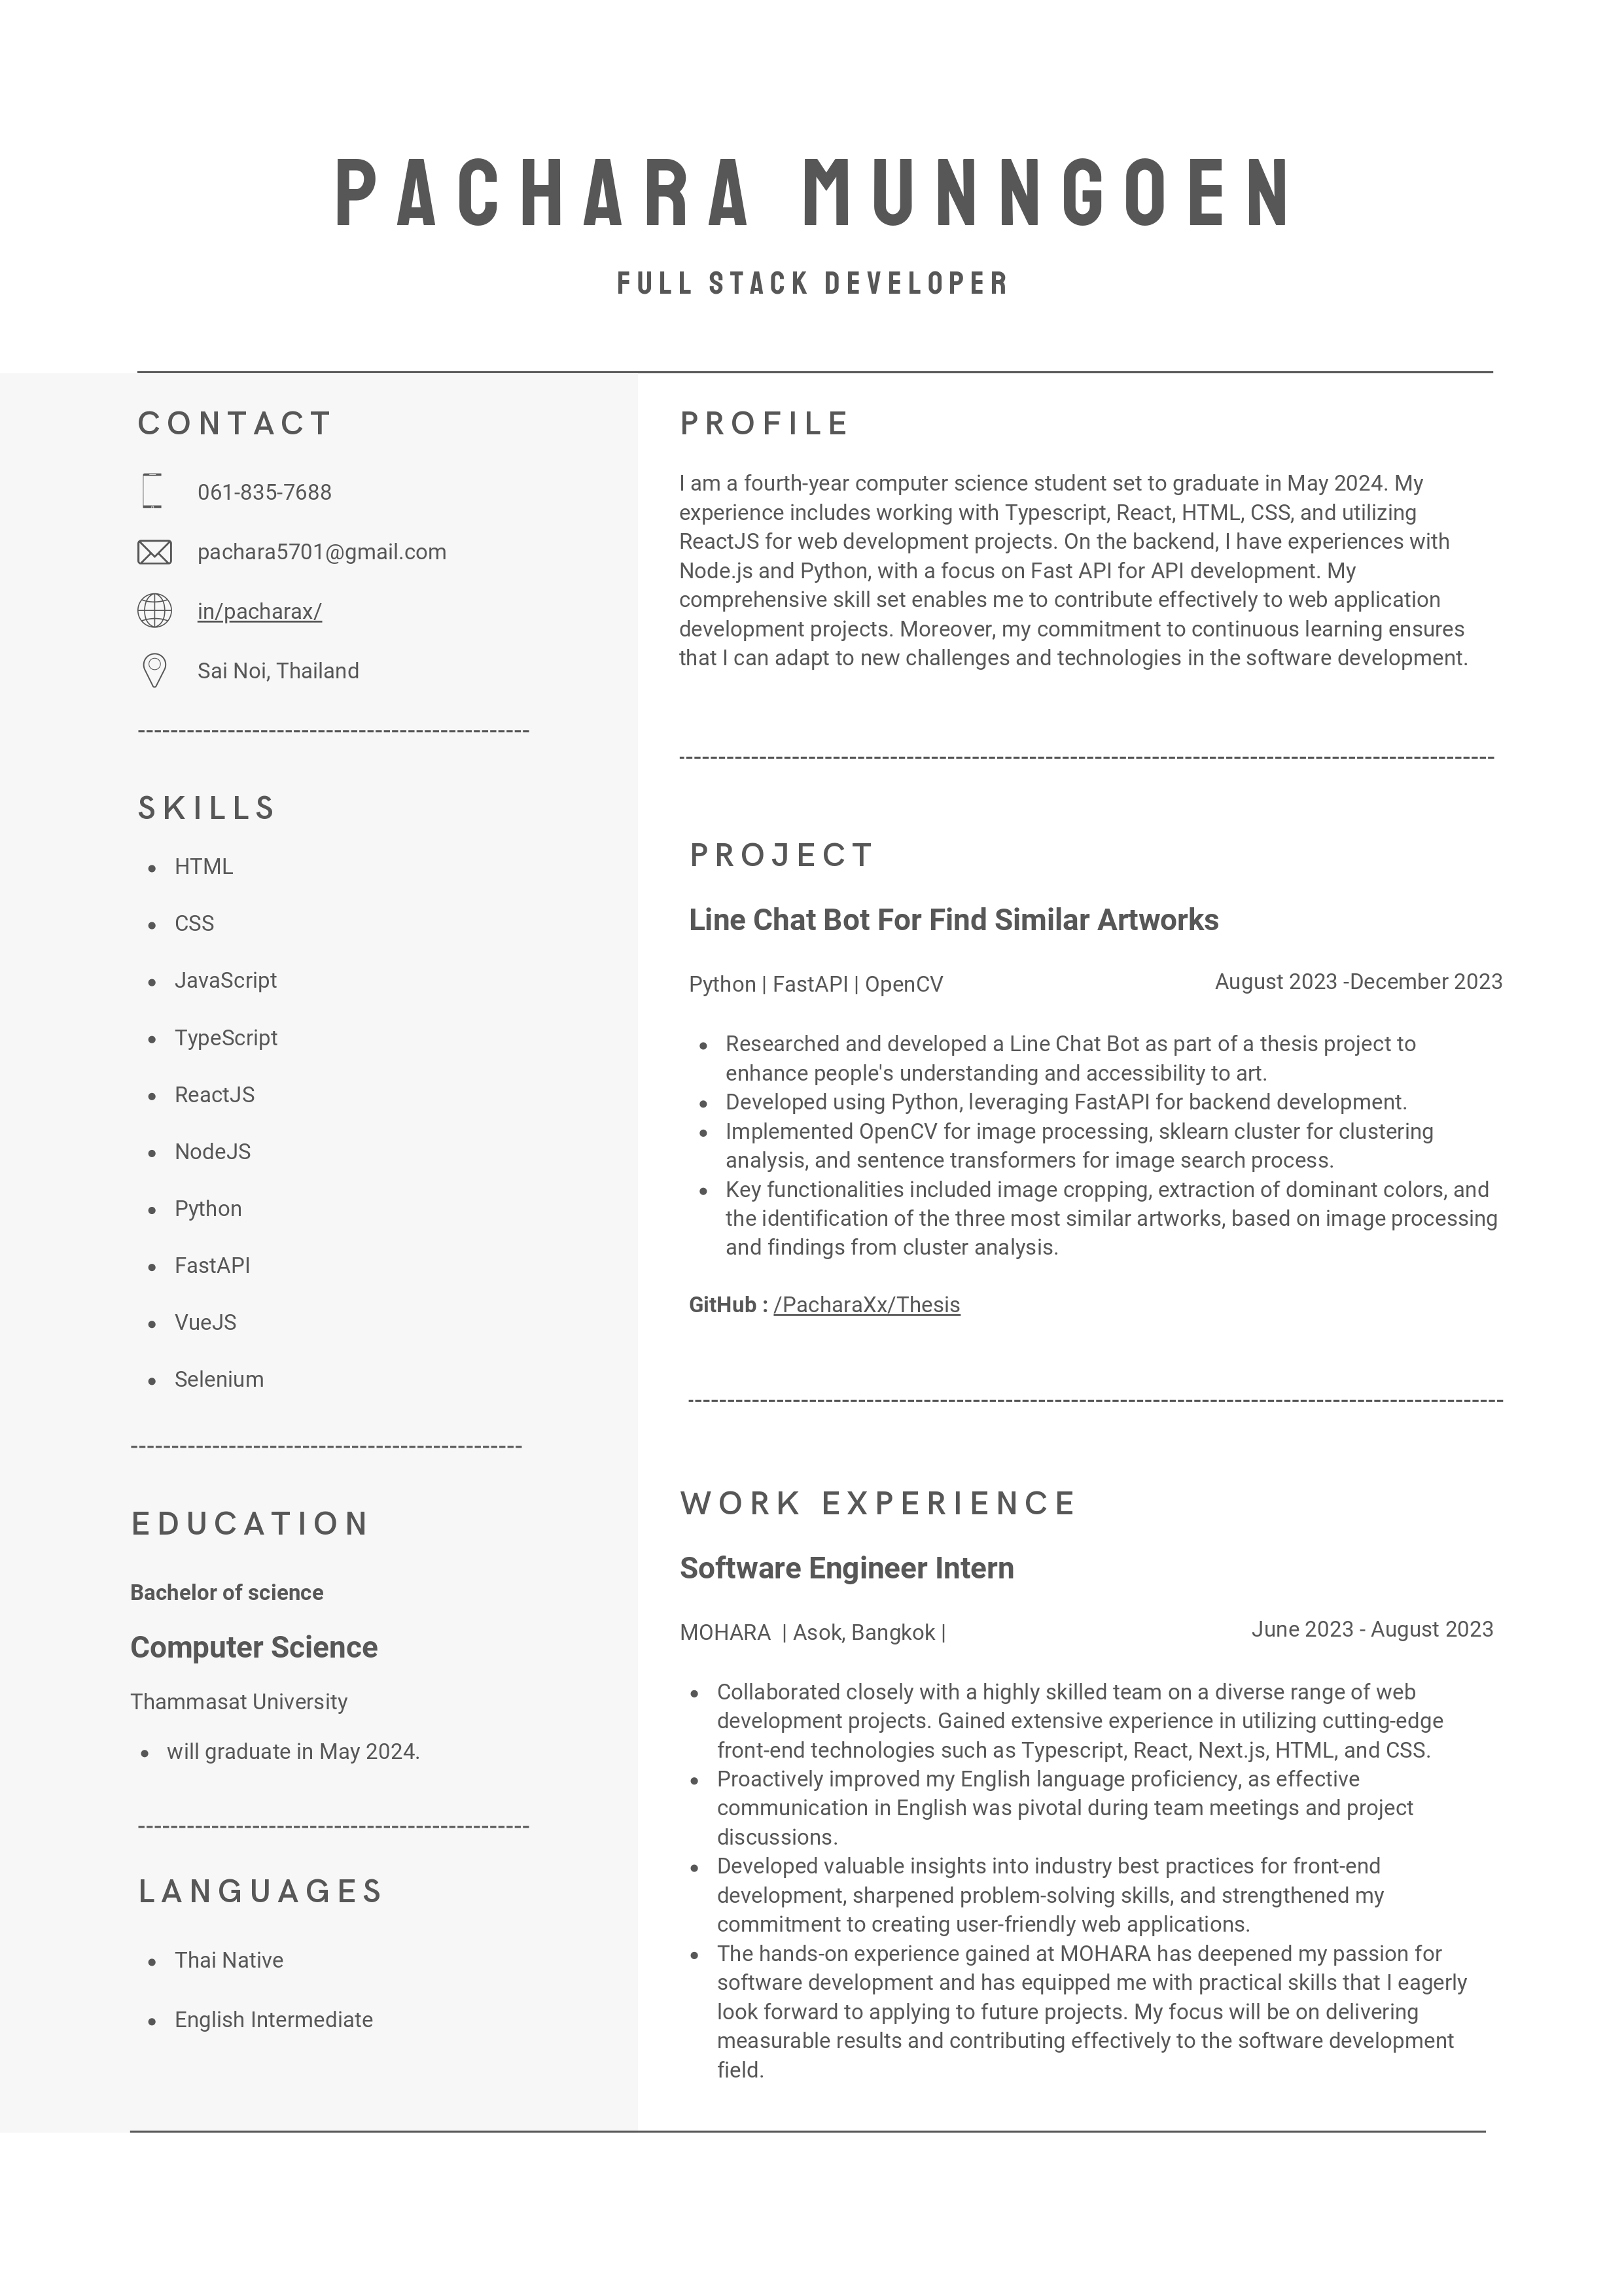 PACHARA MUNNGOEN
FULL STACK DEVELOPER
CONTACT
061-835-7688
pachara5701@gmail.com
in/pacharax/
Sai Noi, Thailand
SKILLS
HTML
CSS
JavaScript
TypeScript
ReactJS
NodeJS
Python
FastAPI
VueJS
Selenium
EDUCATION
Bachelor of science
Computer Science
Thammasat University
will graduate in May 2024.
LANGUAGES
Thai Native
English Intermediate
PROFILE
I am a fourth-year computer science student set to graduate in May 2024. My
experience includes working with Typescript, React, HTML, CSS, and utilizing
ReactJS for web development projects. On the backend, I have experiences with
Node.js and Python, with a focus on Fast API for API development. My
comprehensive skill set enables me to contribute effectively to web application
development projects. Moreover, my commitment to continuous learning ensures
that I can adapt to new challenges and technologies in the software development.
PROJECT
Line Chat Bot For Find Similar Artworks
Python | FastAPI | OpenCV August 2023 -December 2023
Researched and developed a Line Chat Bot as part of a thesis project to
enhance people's understanding and accessibility to art.
Developed using Python, leveraging FastAPI for backend development.
Implemented OpenCV for image processing, sklearn cluster for clustering
analysis, and sentence transformers for image search process.
Key functionalities included image cropping, extraction of dominant colors, and
the identification of the three most similar artworks, based on image processing
and findings from cluster analysis.
GitHub : /PacharaXx/Thesis
WORK EXPERIENCE
Software Engineer Intern
MOHARA | Asok, Bangkok | June 2023 - August 2023
Collaborated closely with a highly skilled team on a diverse range of web
development projects. Gained extensive experience in utilizing cutting-edge
front-end technologies such as Typescript, React, Next.js, HTML, and CSS.
Proactively improved my English language proficiency, as effective
communication in English was pivotal during team meetings and project
discussions.
Developed valuable insights into industry best practices for front-end
development, sharpened problem-solving skills, and strengthened my
commitment to creating user-friendly web applications.
The hands-on experience gained at MOHARA has deepened my passion for
software development and has equipped me with practical skills that I eagerly
look forward to applying to future projects. My focus will be on delivering
measurable results and contributing effectively to the software development
field.